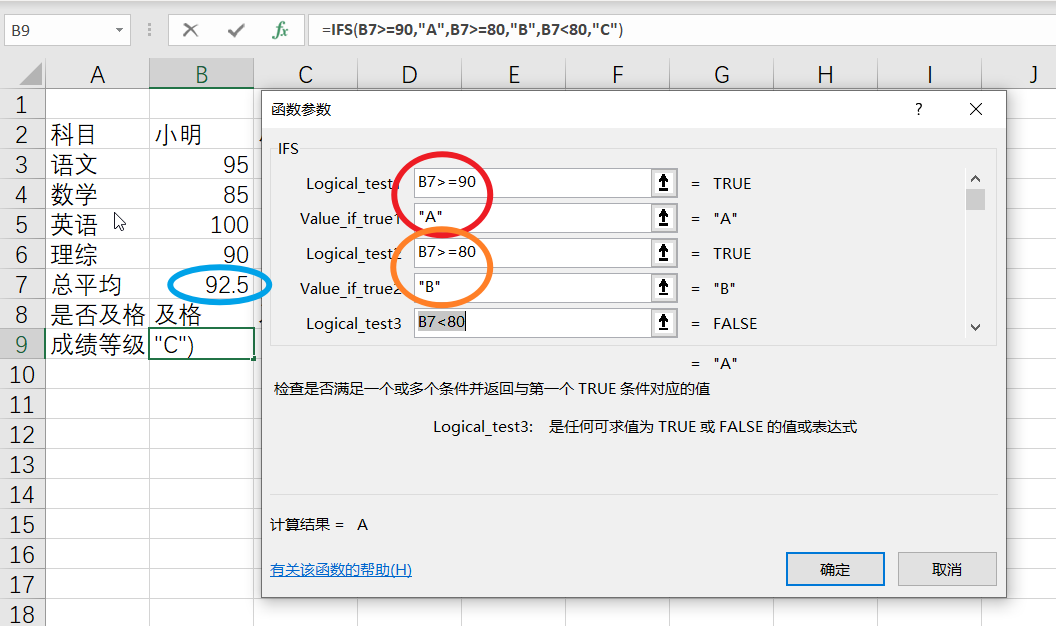 B9 =IFS(B7>=90,"A",B7>=80,"B",B7<80,"C")
A B C D E F G H I J
1
2 科目 小明
3 语文 95
4 数学 85
5 英语 100
6 理综 90
7 总平均 92.5
8 是否及格 及格
9 成绩等级 "C")
10
11
12
13
14
15
16
17
18
函数参数 ?
IFS
Logical_test1 B7>=90 = TRUE
Value_if_true1 "A" = "A"
Logical_test2 B7>=80 = TRUE
Value_if_true2 "B" = "B"
Logical_test3 B7<80 = FALSE
= "A"
检查是否满足一个或多个条件并返回与第一个 TRUE 条件对应的值
Logical_test3: 是任何可求值为 TRUE 或 FALSE 的值或表达式
计算结果 = A
有关该函数的帮助(H)
确定 取消